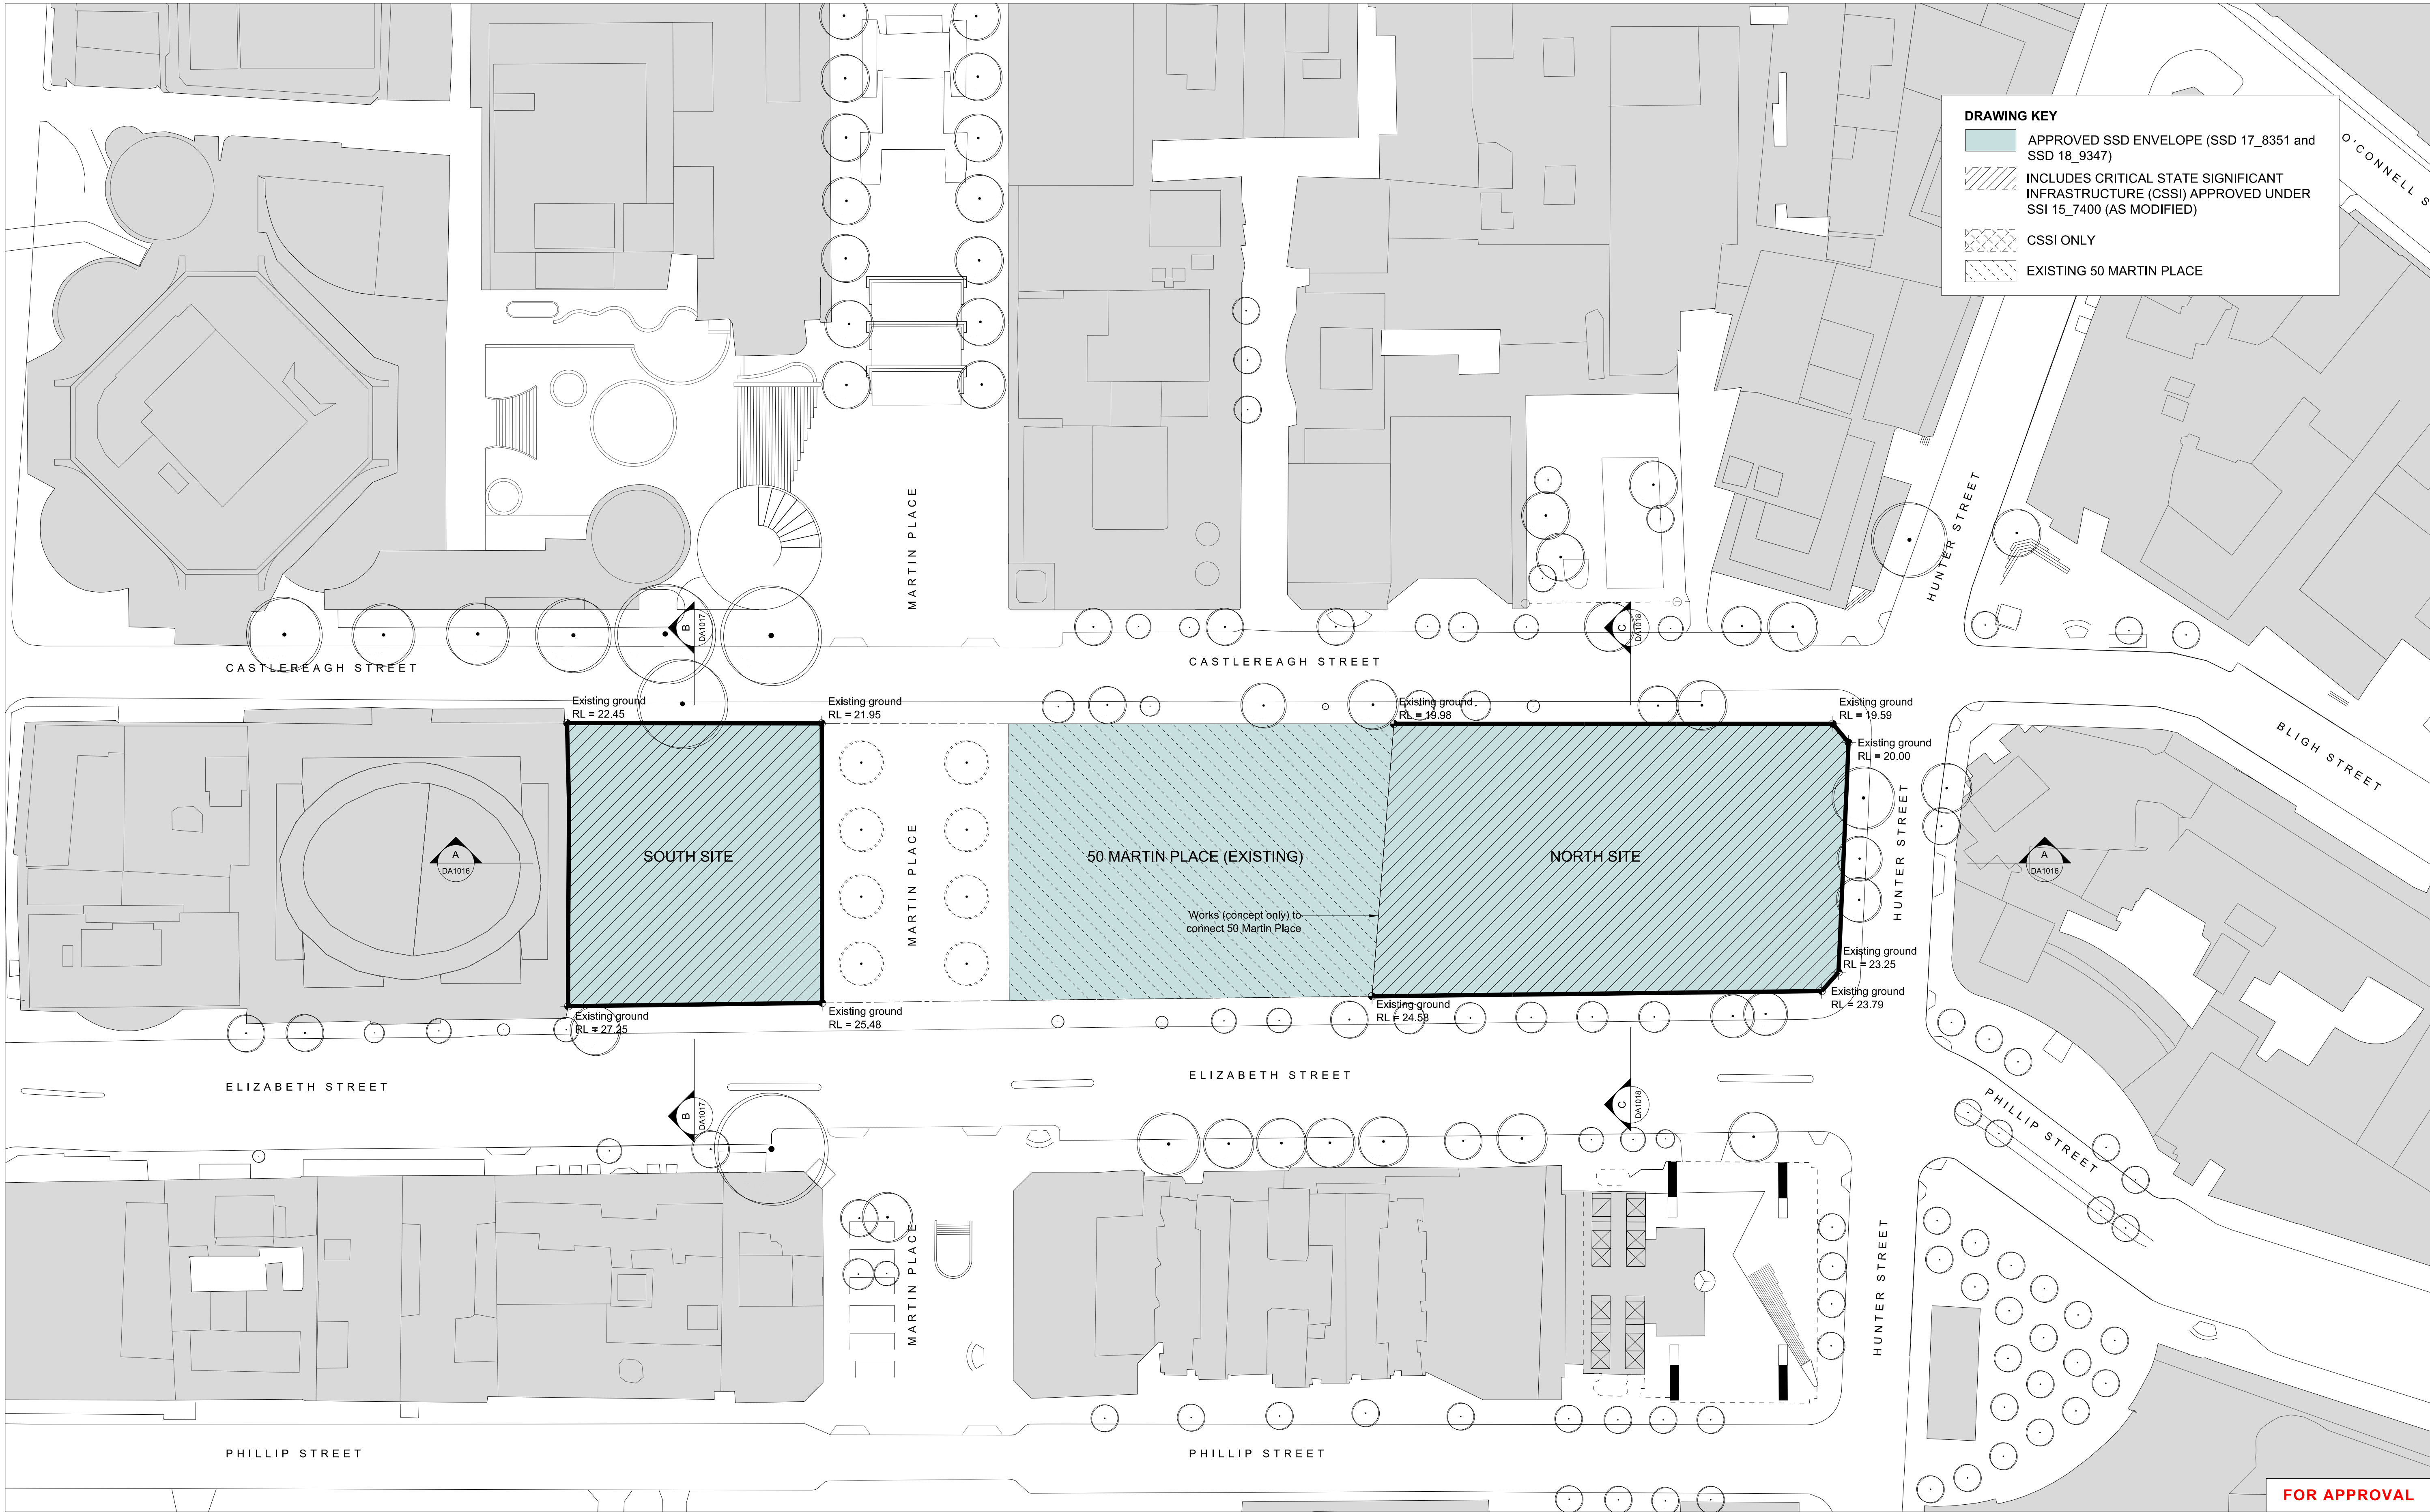 DRAWING KEY
APPROVED SSD ENVELOPE (SSD 17_8351 and
SSD 18_9347)
INCLUDES CRITICAL STATE SIGNIFICANT
INFRASTRUCTURE (CSSI) APPROVED UNDER
SSI 15_7400 (AS MODIFIED)
CSSI ONLY
EXISTING 50 MARTIN PLACE
O'CONNELL S
MARTIN PLACE
HUNTER STREET
B
DA1017
C
DA1018
CASTLEREAGH STREET
CASTLEREAGH STREET
Existing ground
RL = 22.45
Existing ground
RL = 21.95
Existing ground
RL = 19.98
Existing ground
RL = 19.59
Existing ground
RL = 20.00
BLIGH STREET
A
DA1016
SOUTH SITE
MARTIN PLACE
50 MARTIN PLACE (EXISTING)
NORTH SITE
HUNTER STREET
A
DA1016
Works (concept only) to
connect 50 Martin Place
Existing ground
RL = 23.25
Existing ground
RL = 23.79
Existing ground
RL = 27.25
Existing ground
RL = 25.48
Existing ground
RL = 24.58
ELIZABETH STREET
ELIZABETH STREET
B
DA1017
C
DA1018
PHILLIP STREET
MARTIN PLACE
HUNTER STREET
PHILLIP STREET
PHILLIP STREET
FOR APPROVAL